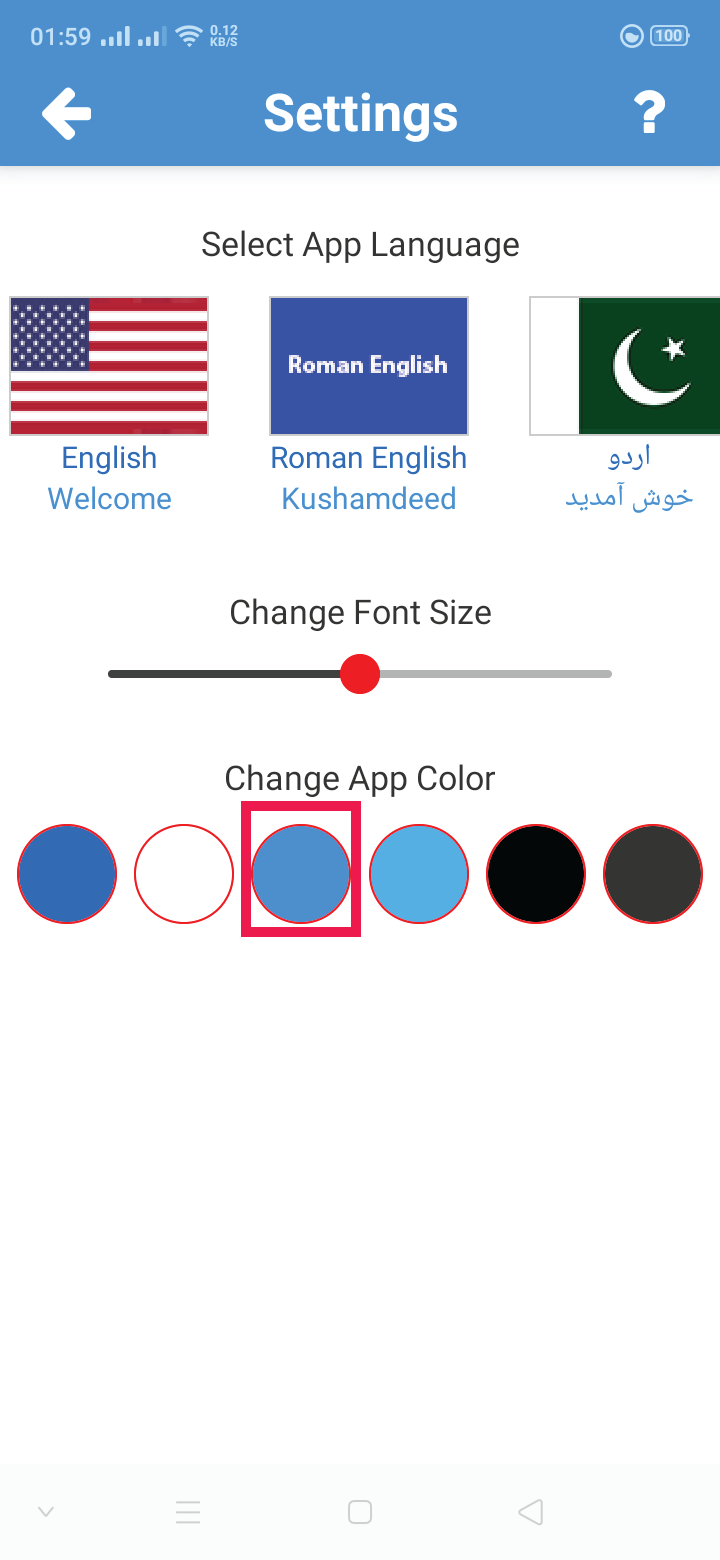 01:59 0.12 KB/S 100
Settings ?
Select App Language
Roman English
English Roman English اردو
Welcome Kushamdeed خوش آمدید
Change Font Size
Change App Color